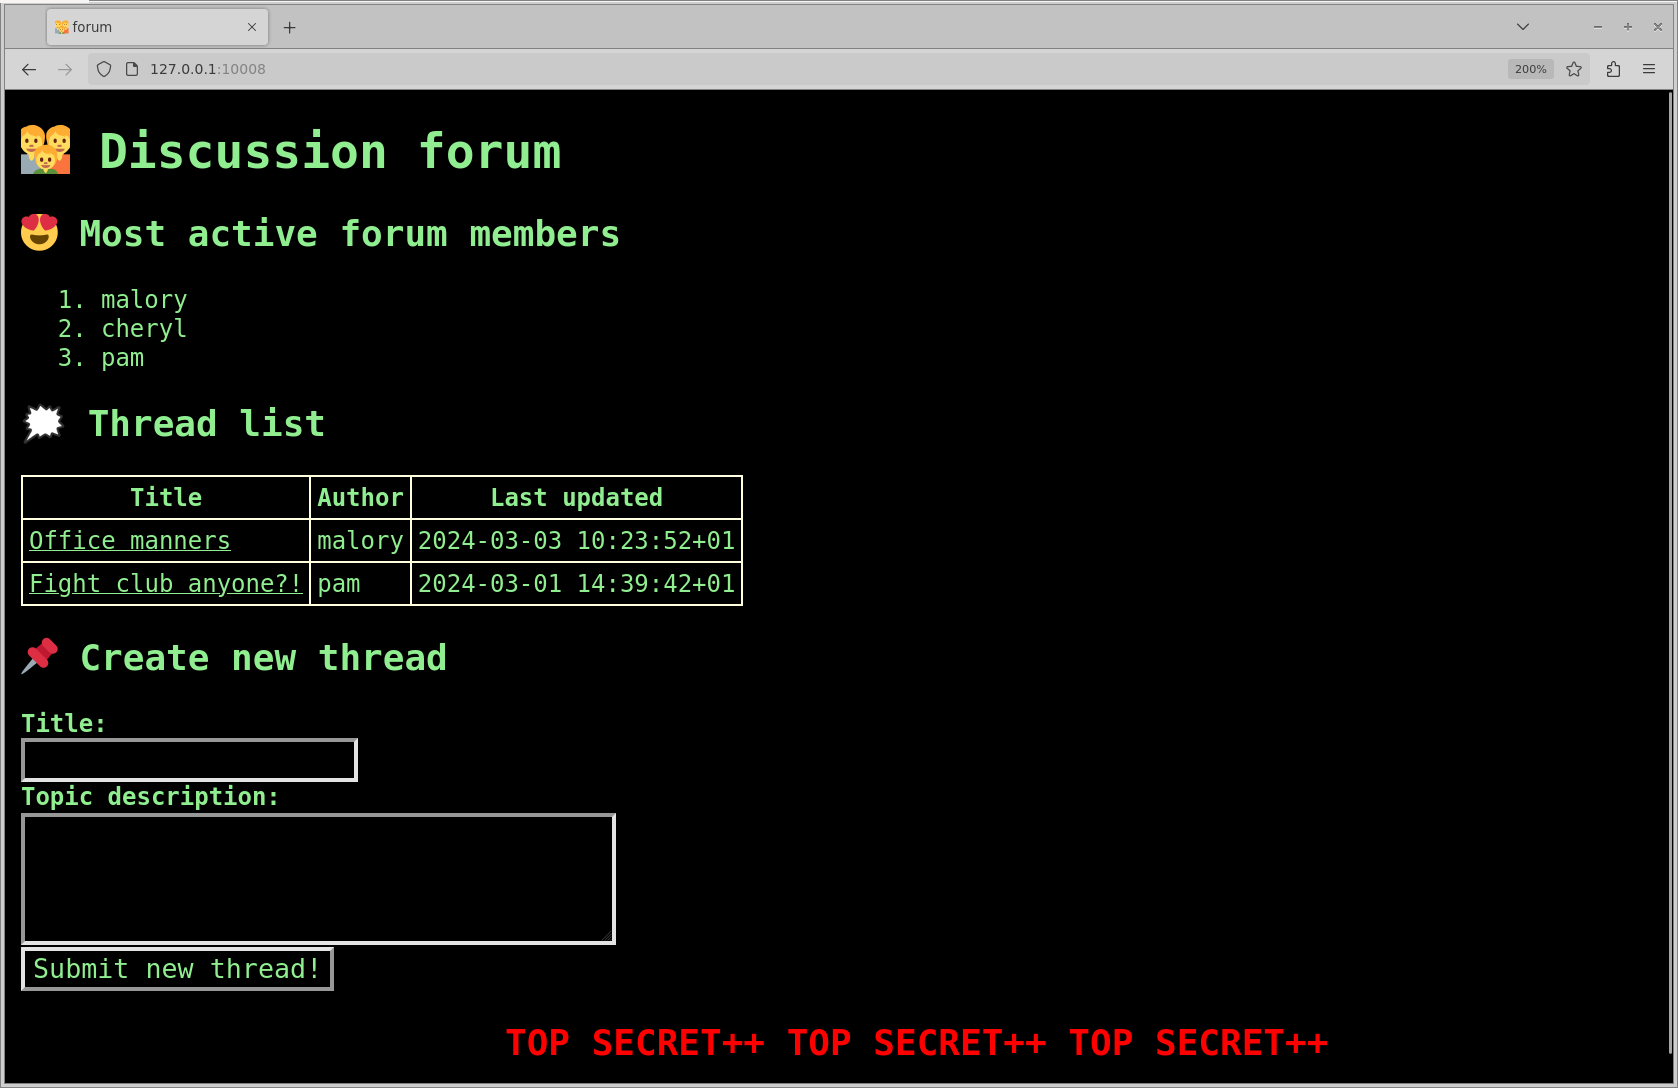 forum
127.0.0.1:10008
200%
Discussion forum
Most active forum members
1. malory
2. cheryl
3. pam
Thread list
Title Author Last updated
Office manners malory 2024-03-03 10:23:52+01
Fight club anyone?! pam 2024-03-01 14:39:42+01
Create new thread
Title:
Topic description:
Submit new thread!
TOP SECRET++ TOP SECRET++ TOP SECRET++